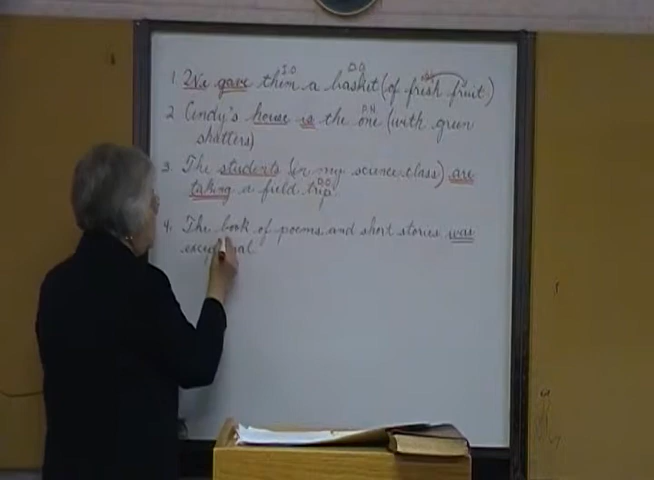 1. We gave them a basket (of fresh fruit)
I.O D.O.
2 Cindy's house is the one (with green
P.N.
shutters)
3. The students (in my science class) are
taking a field trip.
D.O
4. The book of poems and short stories was